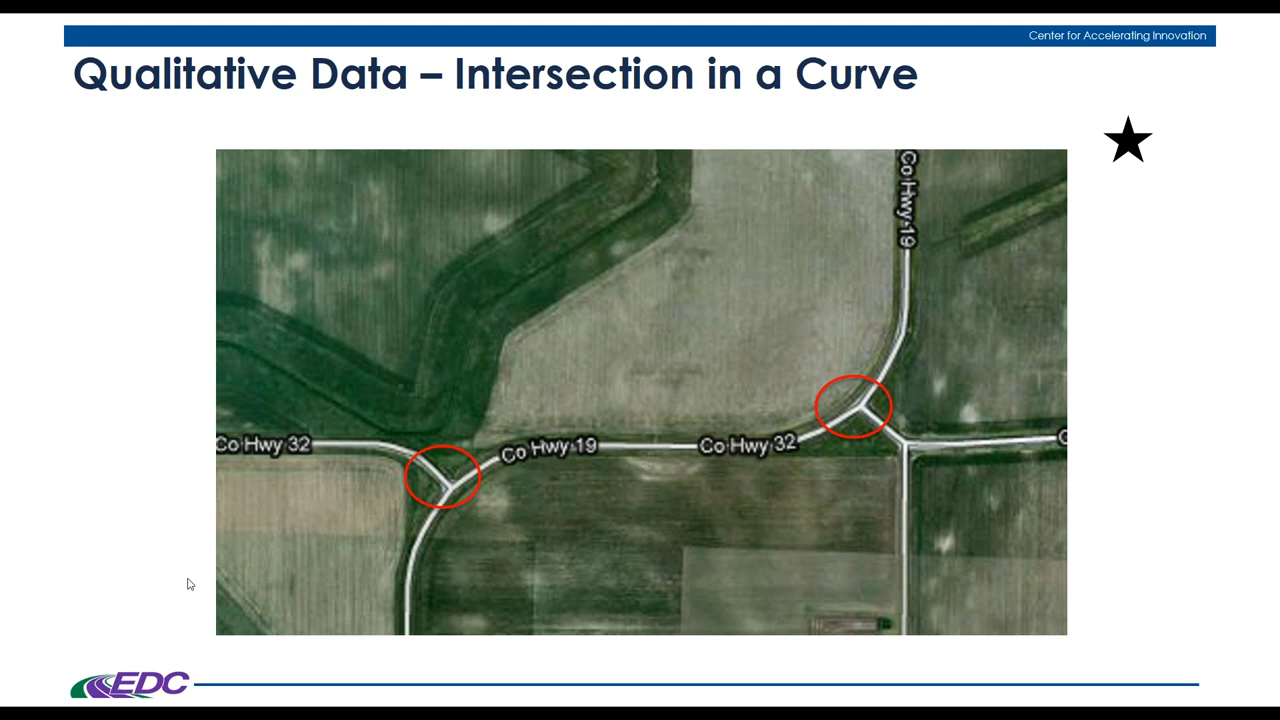 Center for Accelerating Innovation
Qualitative Data – Intersection in a Curve
Co Hwy 19
Co Hwy 32
Co Hwy 19
Co Hwy 32
C
EDC